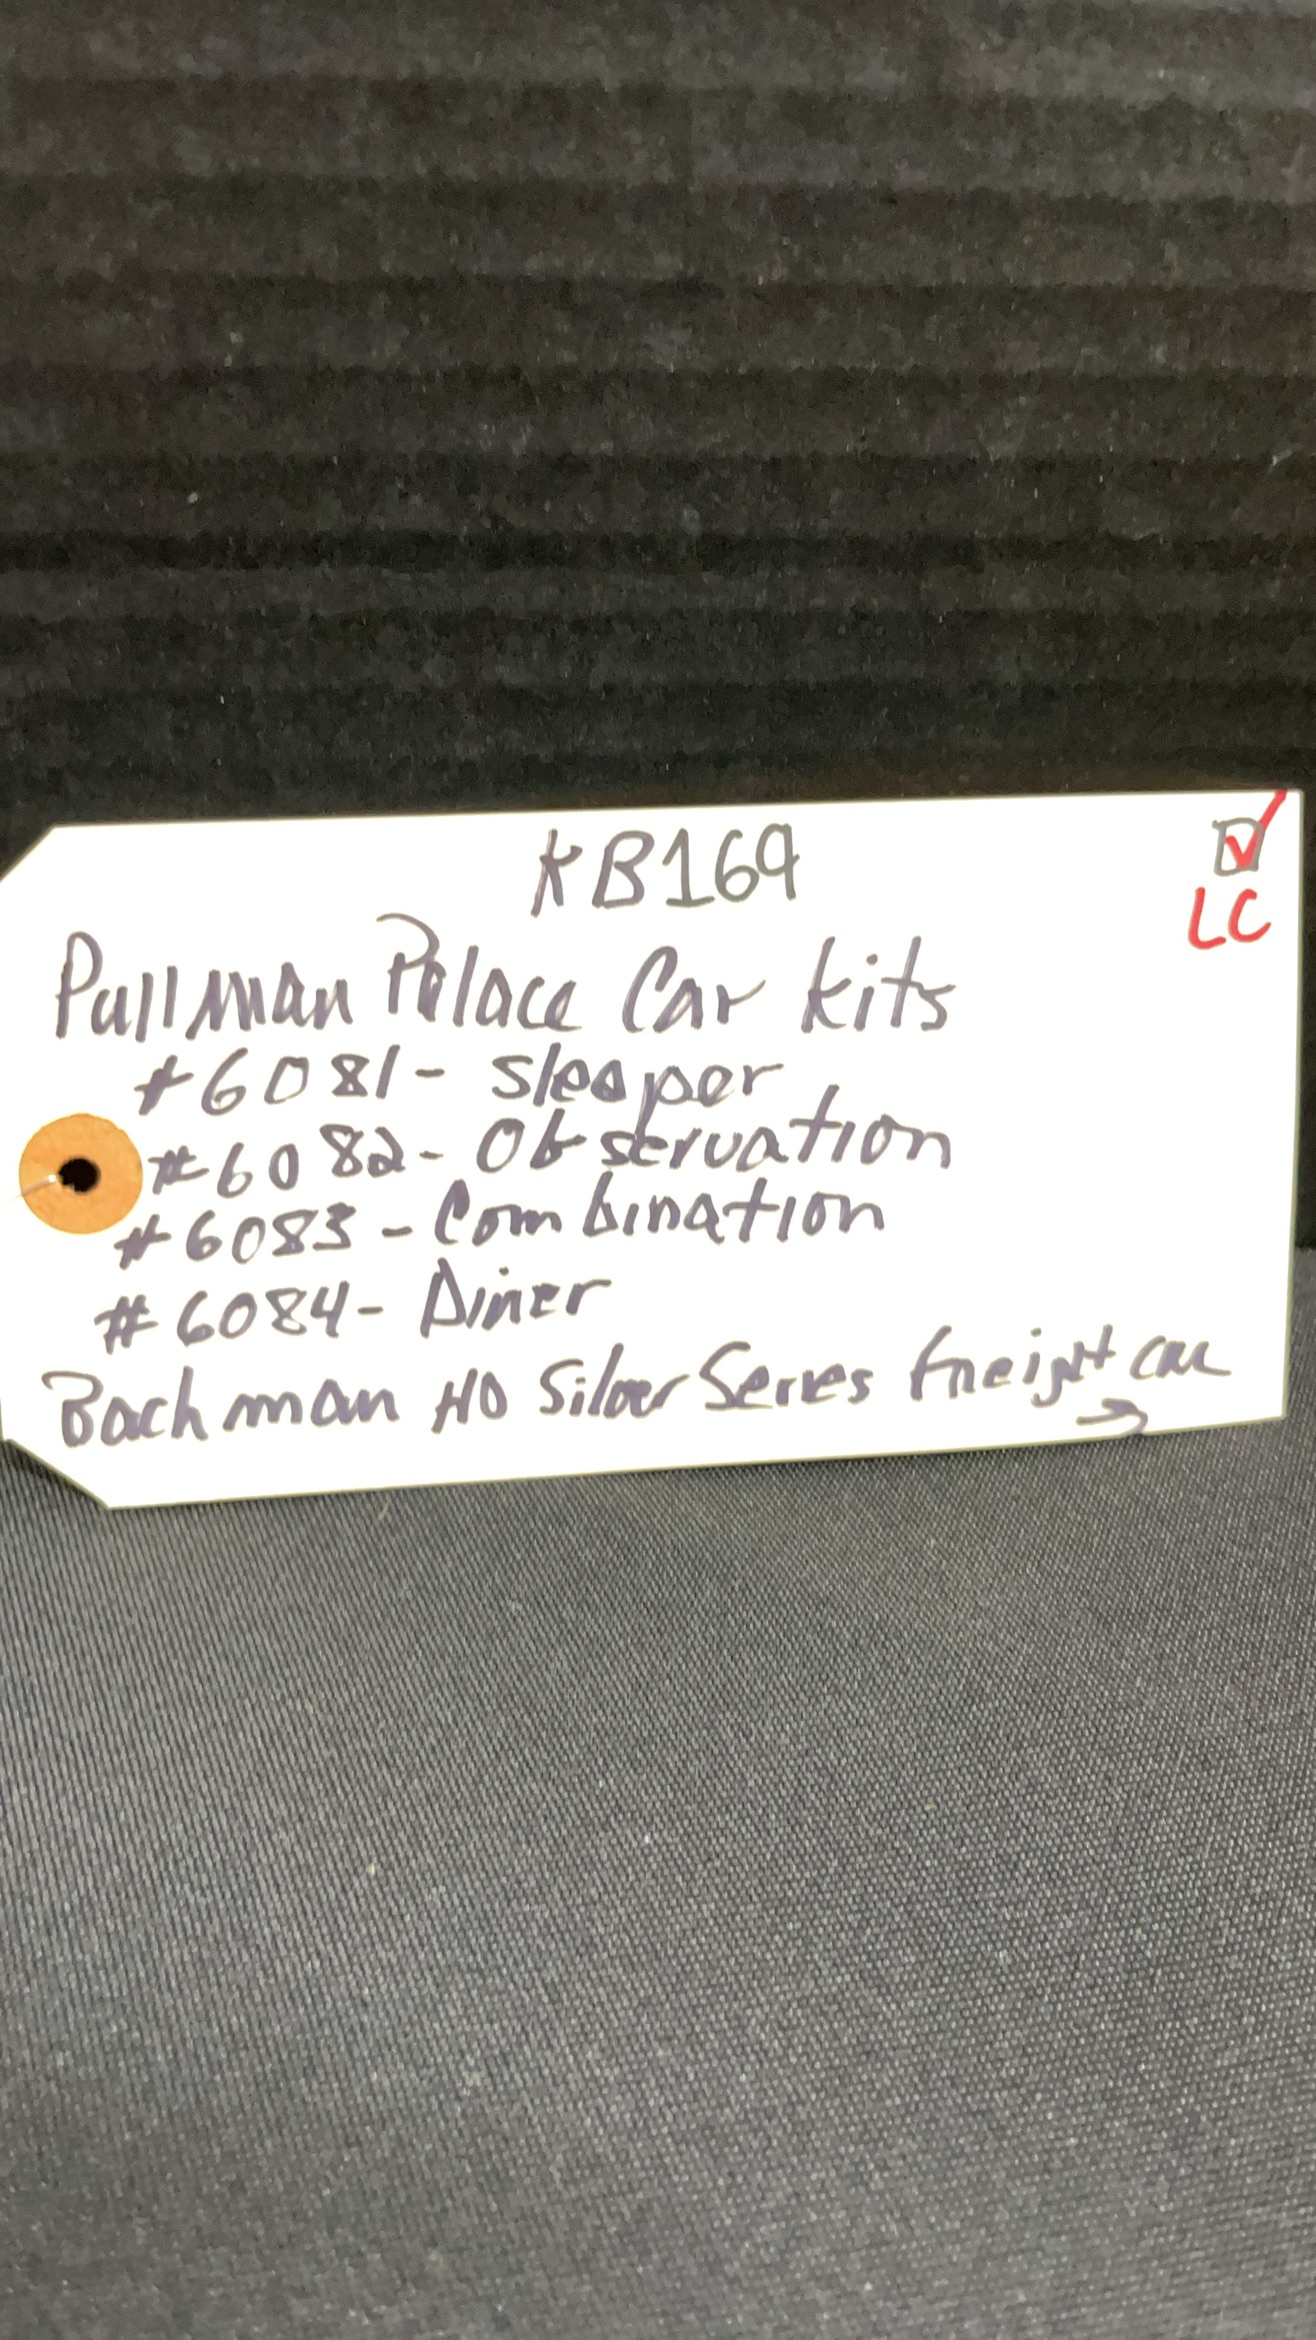 KB169
LC
Pullman Palace Car kits
#6081- Sleeper
#6082- Observation
#6083 - Combination
#6084- Diner
Bachman HO Silver Series freight car
→